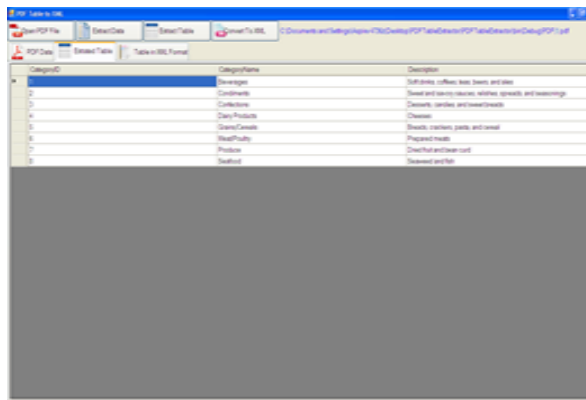 PDF Table to XML
Open PDF File Extract Data Extract Table Convert To XML C:\Documents and Settings\
PDF Data Extracted Table Table in XML Format
CategoryID CategoryName Description
1 Beverages Soft drinks, coffees, teas, beers, and ales
2 Condiments Sweet and savory sauces, relishes, spreads, and seasonings
3 Confections Desserts, candies, and sweet breads
4 Dairy Products Cheeses
5 Grains/Cereals Breads, crackers, pasta, and cereal
6 Meat/Poultry Prepared meats
7 Produce Dried fruit and bean curd
8 Seafood Seaweed and fish